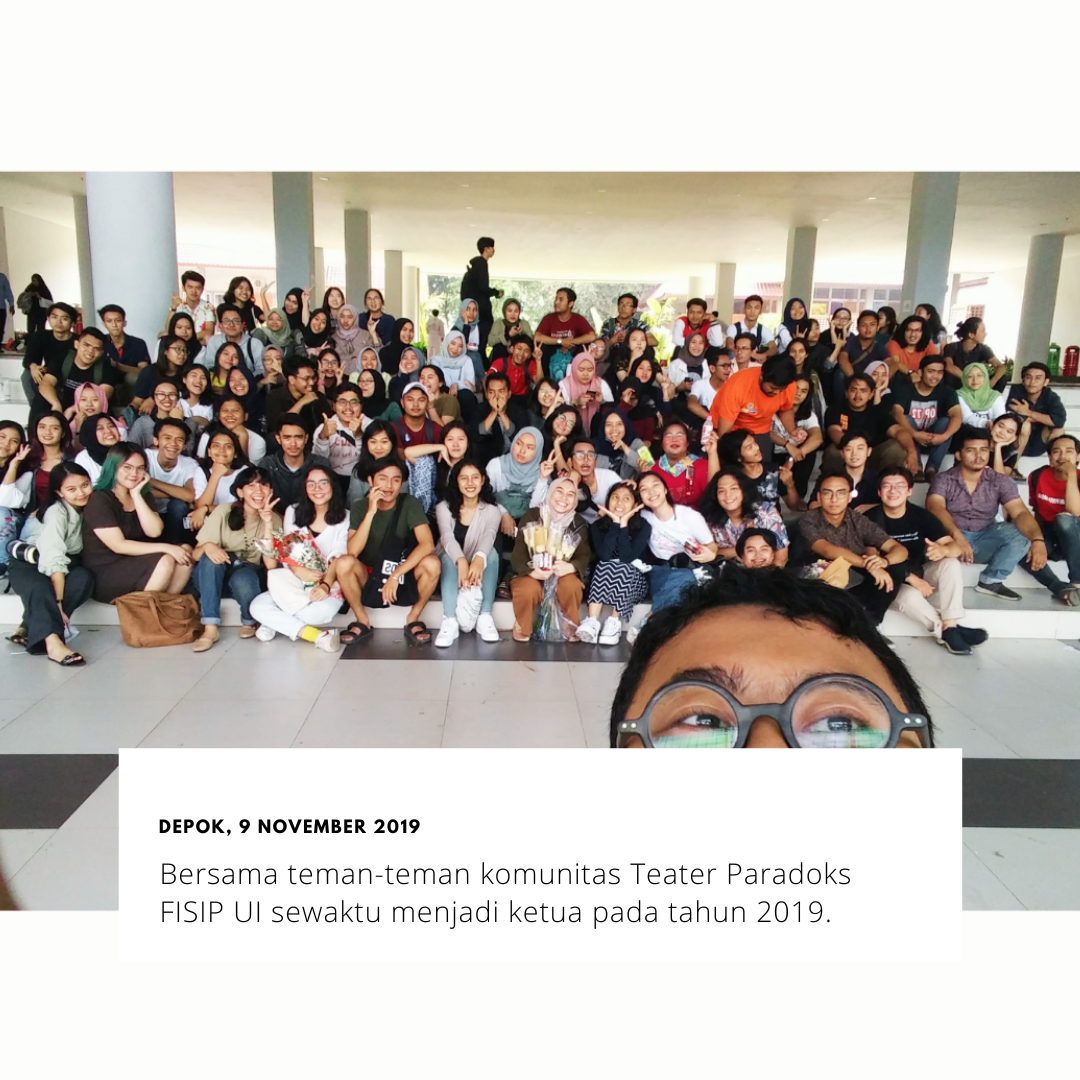 DEPOK, 9 NOVEMBER 2019
Bersama teman-teman komunitas Teater Paradoks
FISIP UI sewaktu menjadi ketua pada tahun 2019.